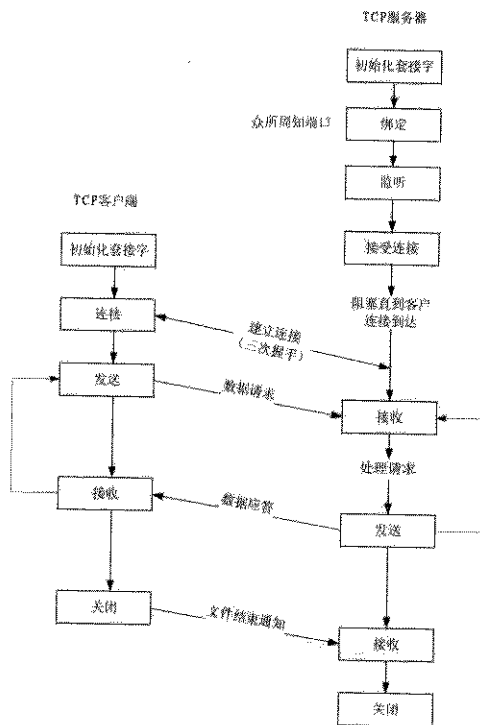 TCP服务器
初始化套接字
众所周知端口
绑定
监听
TCP客户端
接受连接
初始化套接字
阻塞直到客户
连接到达
连接
建立连接
(三次握手)
发送
数据请求
接收
处理请求
接收
数据应答
发送
关闭
文件结束通知
接收
关闭